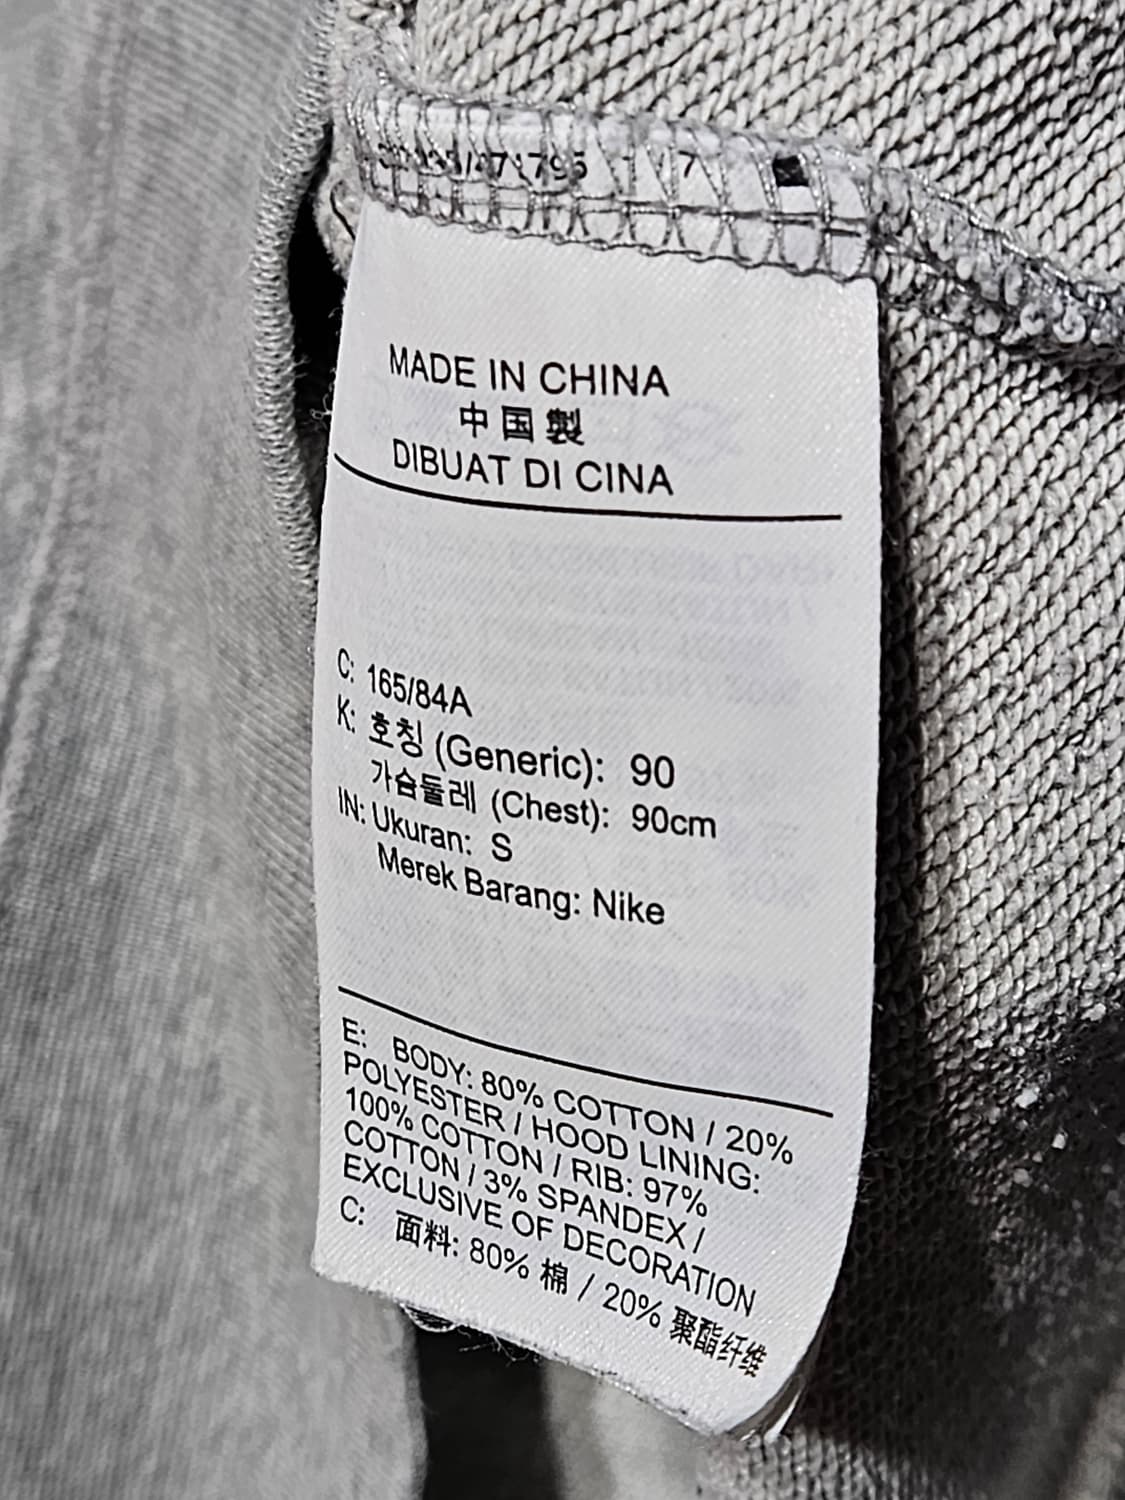 MADE IN CHINA
中国製
DIBUAT DI CINA
C: 165/84A
K: 호칭 (Generic): 90
가슴둘레 (Chest): 90cm
IN: Ukuran: S
Merek Barang: Nike
E: BODY: 80% COTTON / 20%
POLYESTER / HOOD LINING:
100% COTTON / RIB: 97%
COTTON / 3% SPANDEX /
EXCLUSIVE OF DECORATION
C: 面料: 80% 棉 / 20% 聚酯纤维